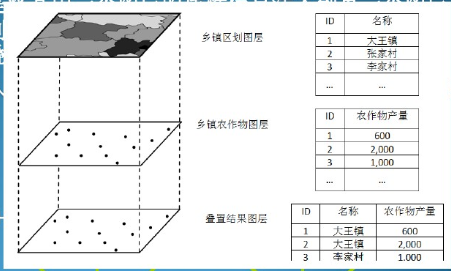 乡镇区划图层
ID 名称
1 大王镇
2 张家村
3 李家村
... ...
乡镇农作物图层
ID 农作物产量
1 600
2 2,000
3 1,000
... ...
叠置结果图层
ID 名称 农作物产量
1 大王镇 600
2 大王镇 2,000
3 李家村 1,000